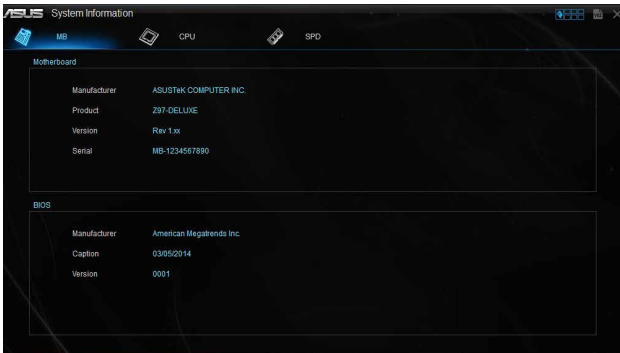 ASUS System Information
MB CPU SPD
Motherboard
Manufacturer ASUSTeK COMPUTER INC.
Product Z97-DELUXE
Version Rev 1.xx
Serial MB-1234567890
BIOS
Manufacturer American Megatrends Inc.
Caption 03/05/2014
Version 0001